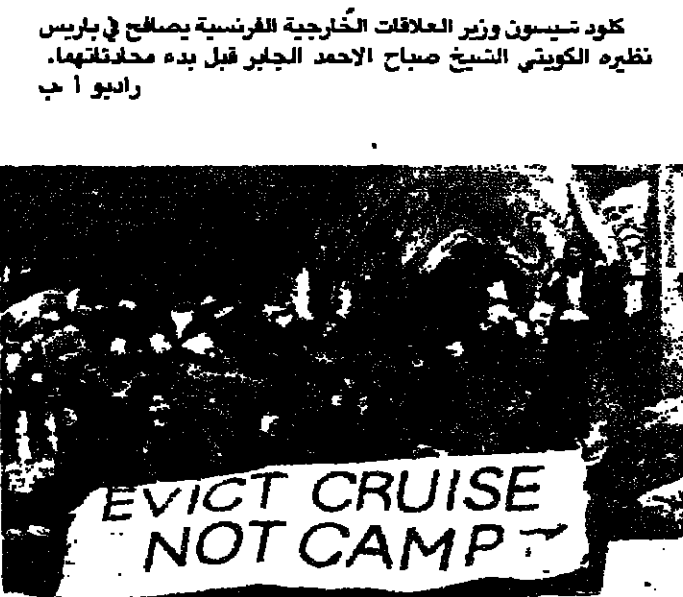 كلود تسيسون وزير العلاقات الخارجية الفرنسية يصافح في باريس
نظيره الكويتي الشيخ صباح الاحمد الجابر قبل بدء محادثاتهما.
راديو أ ب
EVICT CRUISE
NOT CAMP